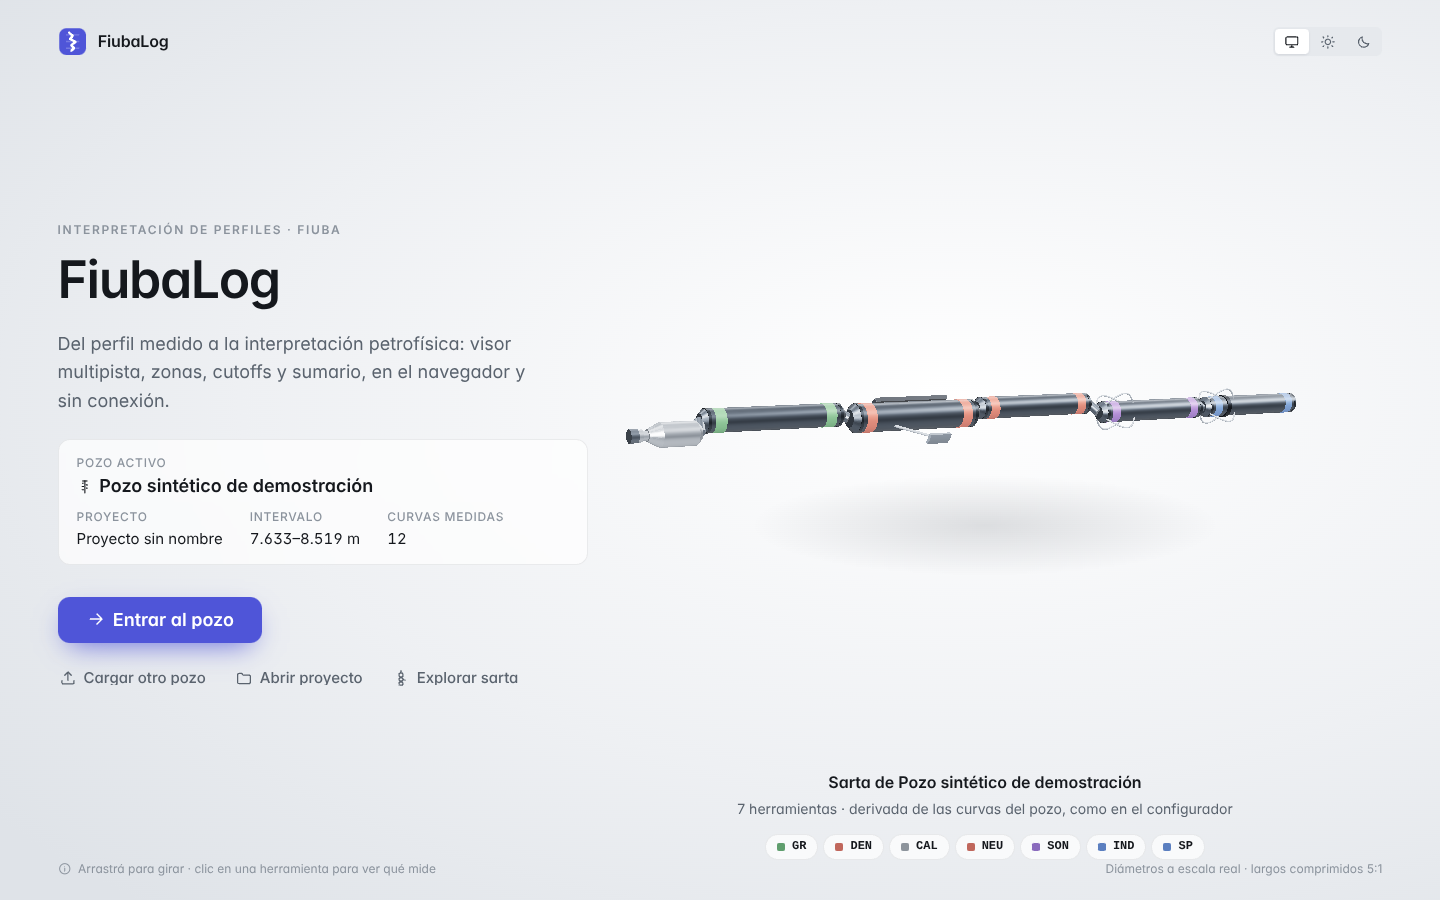 FiubaLog
INTERPRETACIÓN DE PERFILES · FIUBA
FiubaLog
Del perfil medido a la interpretación petrofísica: visor
multipista, zonas, cutoffs y sumario, en el navegador y
sin conexión.
POZO ACTIVO
Pozo sintético de demostración
PROYECTO INTERVALO CURVAS MEDIDAS
Proyecto sin nombre 7.633–8.519 m 12
Entrar al pozo
Cargar otro pozo Abrir proyecto Explorar sarta
Sarta de Pozo sintético de demostración
7 herramientas · derivada de las curvas del pozo, como en el configurador
GR DEN CAL NEU SON IND SP
Arrastrá para girar · clic en una herramienta para ver qué mide
Diámetros a escala real · largos comprimidos 5:1